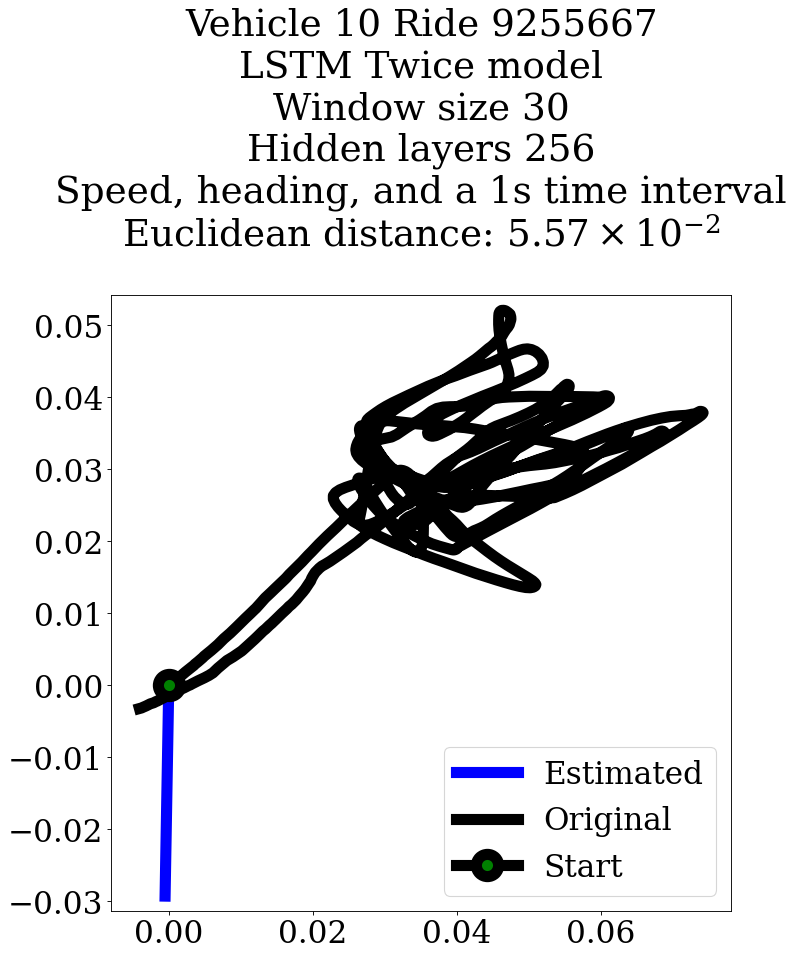 Vehicle 10 Ride 9255667
LSTM Twice model
Window size 30
Hidden layers 256
Speed, heading, and a 1s time interval
Euclidean distance: 5.57 × 10⁻²
0.05
0.04
0.03
0.02
0.01
0.00
−0.01
−0.02
−0.03
Estimated
Original
Start
0.00 0.02 0.04 0.06